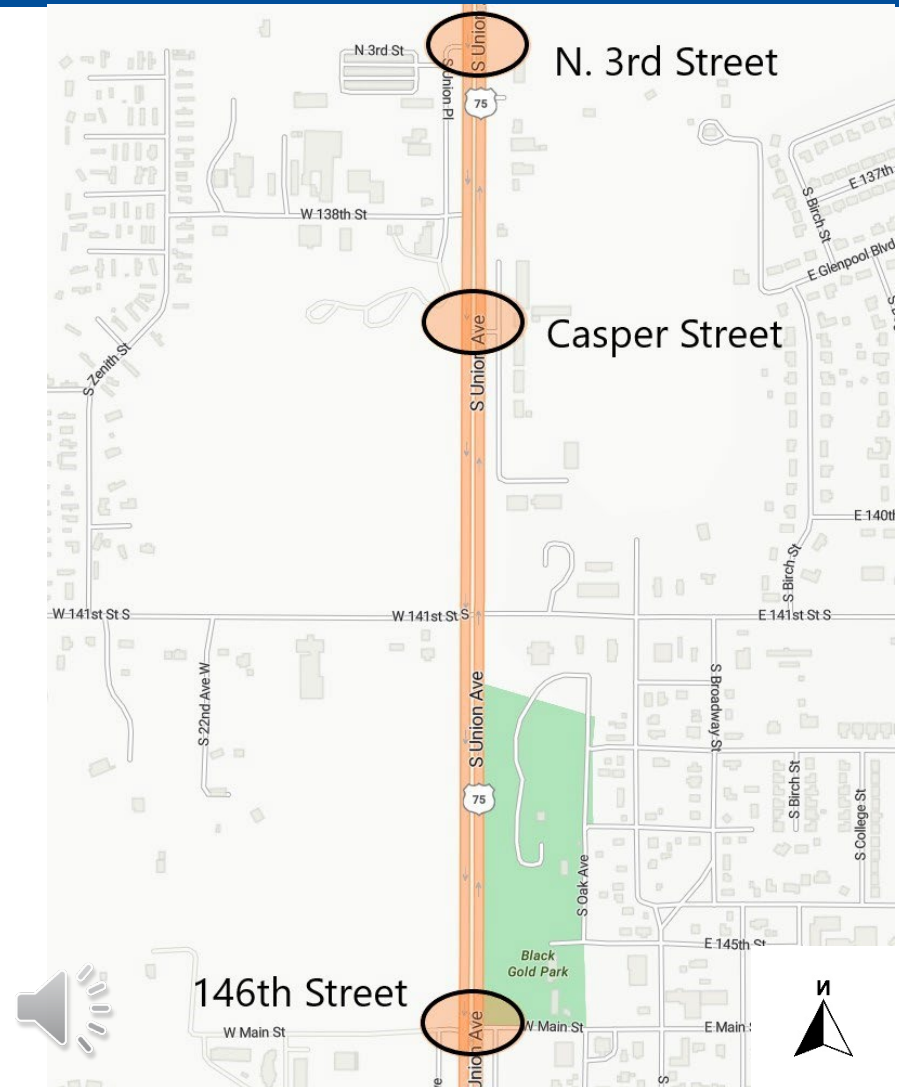 S Union
N 3rd St
N. 3rd Street
S Union Pl
75
E 137th
S Birch St
W 138th St
E Glenpool Blvd
Casper Street
S Union Ave
S Zenith St
E 140th
S Birch St
W 141st St S
W 141st St S
E 141st St S
S 22nd Ave W
S Union Ave
S Broadway St
75
S Birch St
S College St
S Oak Ave
E 145th St
Black
Gold Park
146th Street
W Main St
Union Ave
W Main St
E Main
И